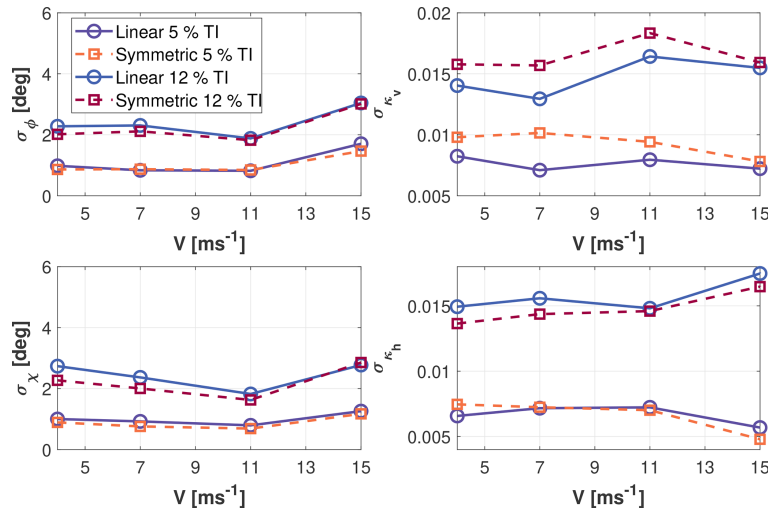 6
4
2
0
σ_ϕ [deg]
Linear 5 % TI
Symmetric 5 % TI
Linear 12 % TI
Symmetric 12 % TI
5 7 9 11 13 15
V [ms⁻¹]
0.02
0.015
0.01
0.005
σ_κ_v
5 7 9 11 13 15
V [ms⁻¹]
6
4
2
0
σ_χ [deg]
5 7 9 11 13 15
V [ms⁻¹]
0.015
0.01
0.005
σ_κ_h
5 7 9 11 13 15
V [ms⁻¹]